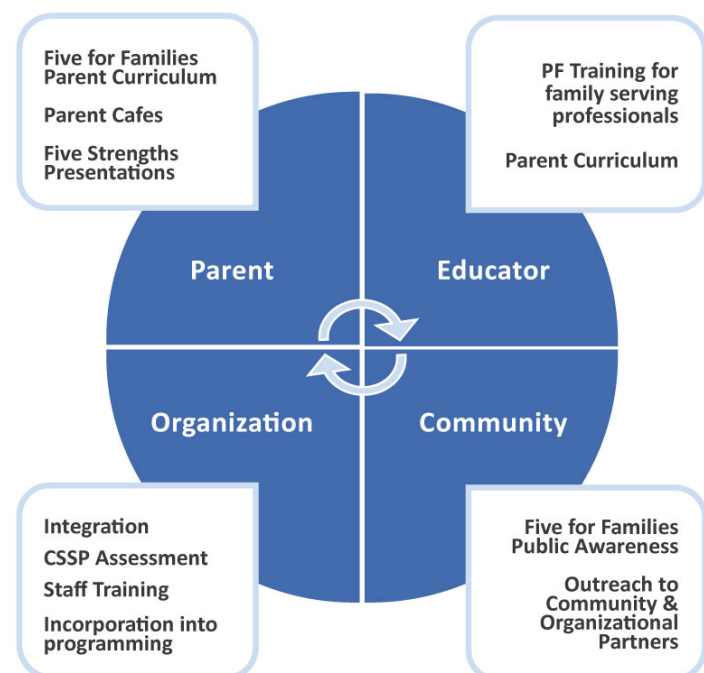 Five for Families
Parent Curriculum
Parent Cafes
Five Strengths
Presentations
PF Training for
family serving
professionals
Parent Curriculum
Parent
Educator
Organization
Community
Integration
CSSP Assessment
Staff Training
Incorporation into
programming
Five for Families
Public Awareness
Outreach to
Community &
Organizational
Partners